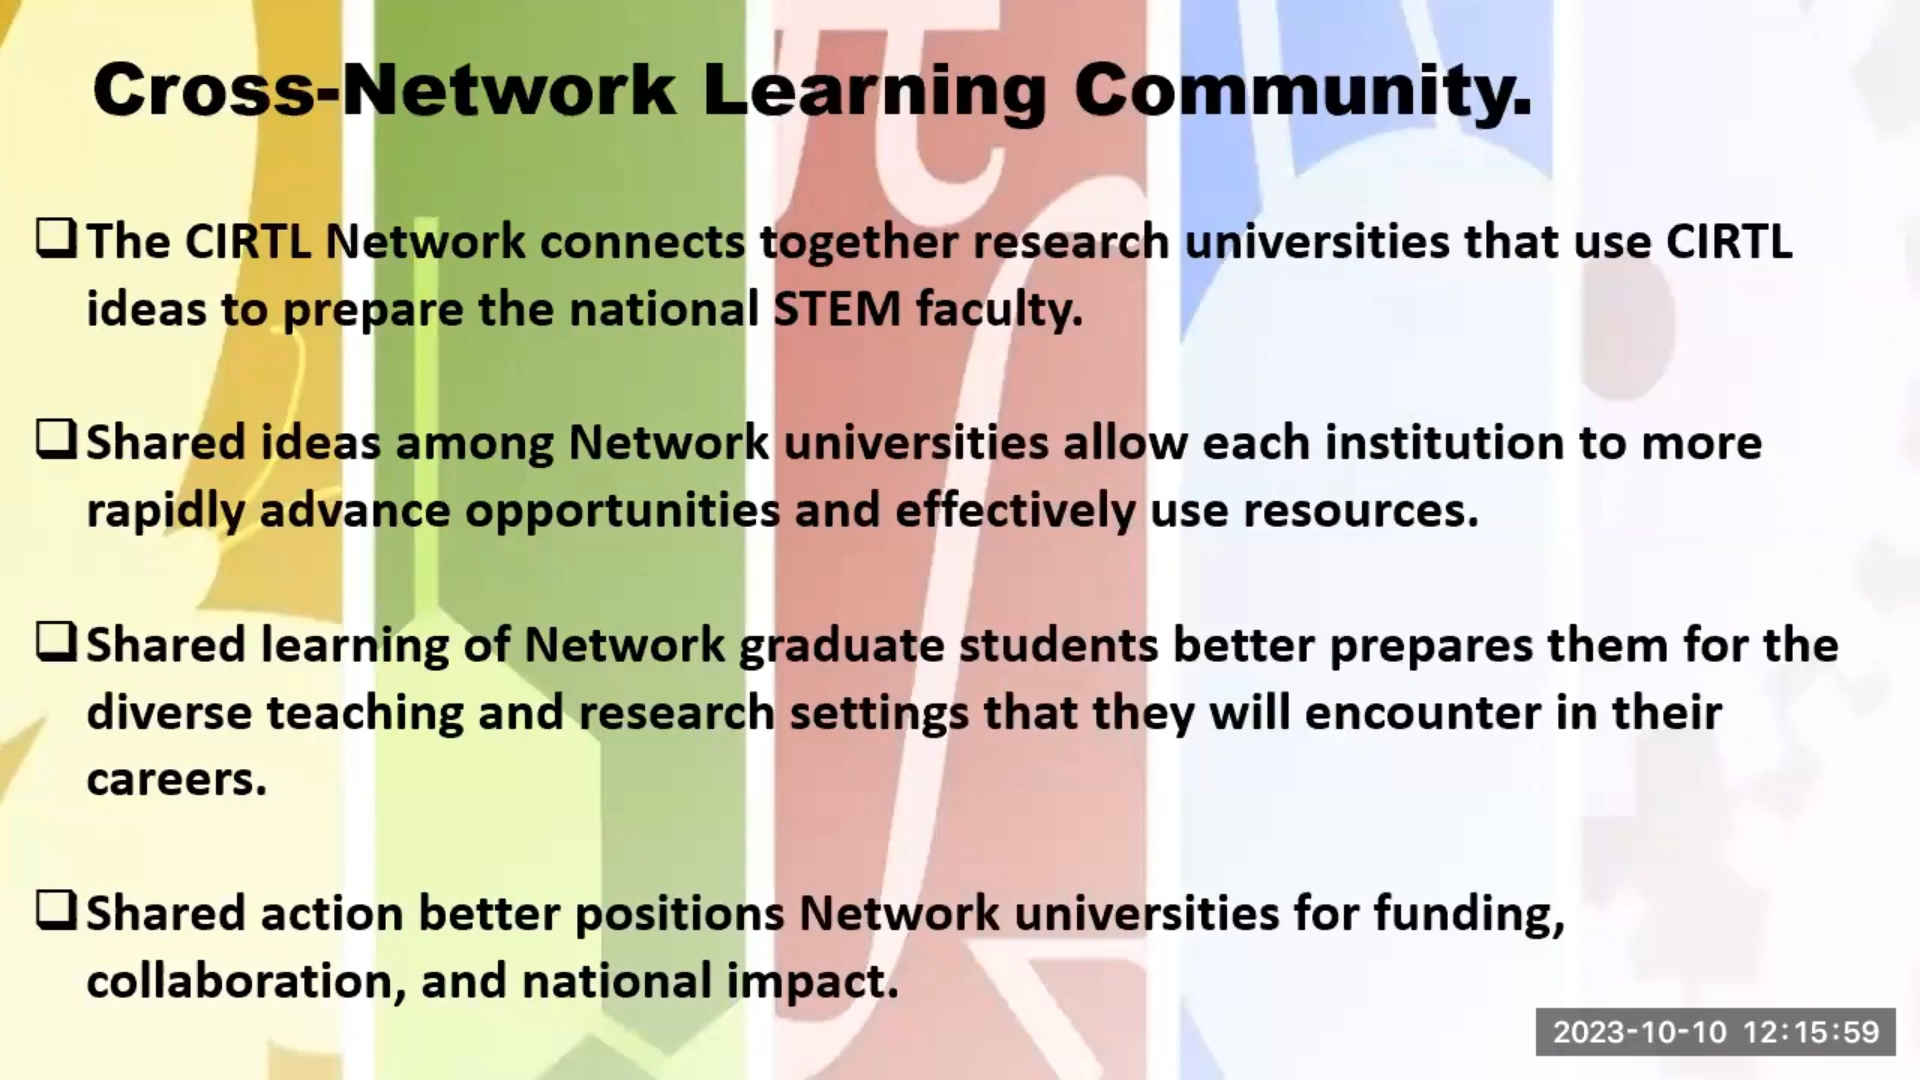 Cross-Network Learning Community.
❑The CIRTL Network connects together research universities that use CIRTL
ideas to prepare the national STEM faculty.
❑Shared ideas among Network universities allow each institution to more
rapidly advance opportunities and effectively use resources.
❑Shared learning of Network graduate students better prepares them for the
diverse teaching and research settings that they will encounter in their
careers.
❑Shared action better positions Network universities for funding,
collaboration, and national impact.
2023-10-10 12:15:59